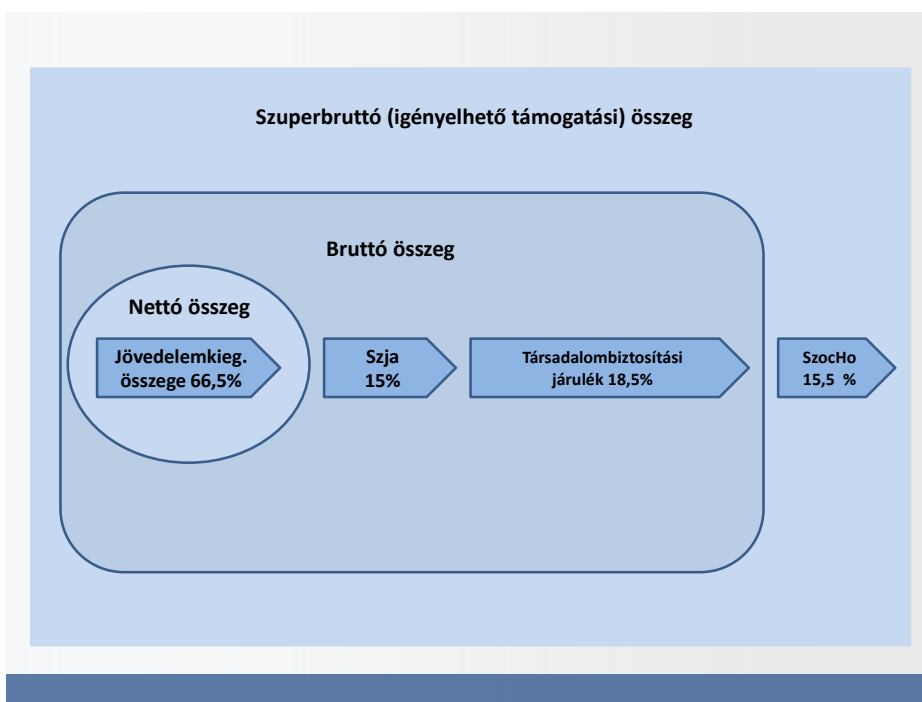 Szuperbruttó (igényelhető támogatási) összeg
Bruttó összeg
Nettó összeg
Jövedelemkieg.
összege 66,5%
Szja
15%
Társadalombiztosítási
járulék 18,5%
SzocHo
15,5 %